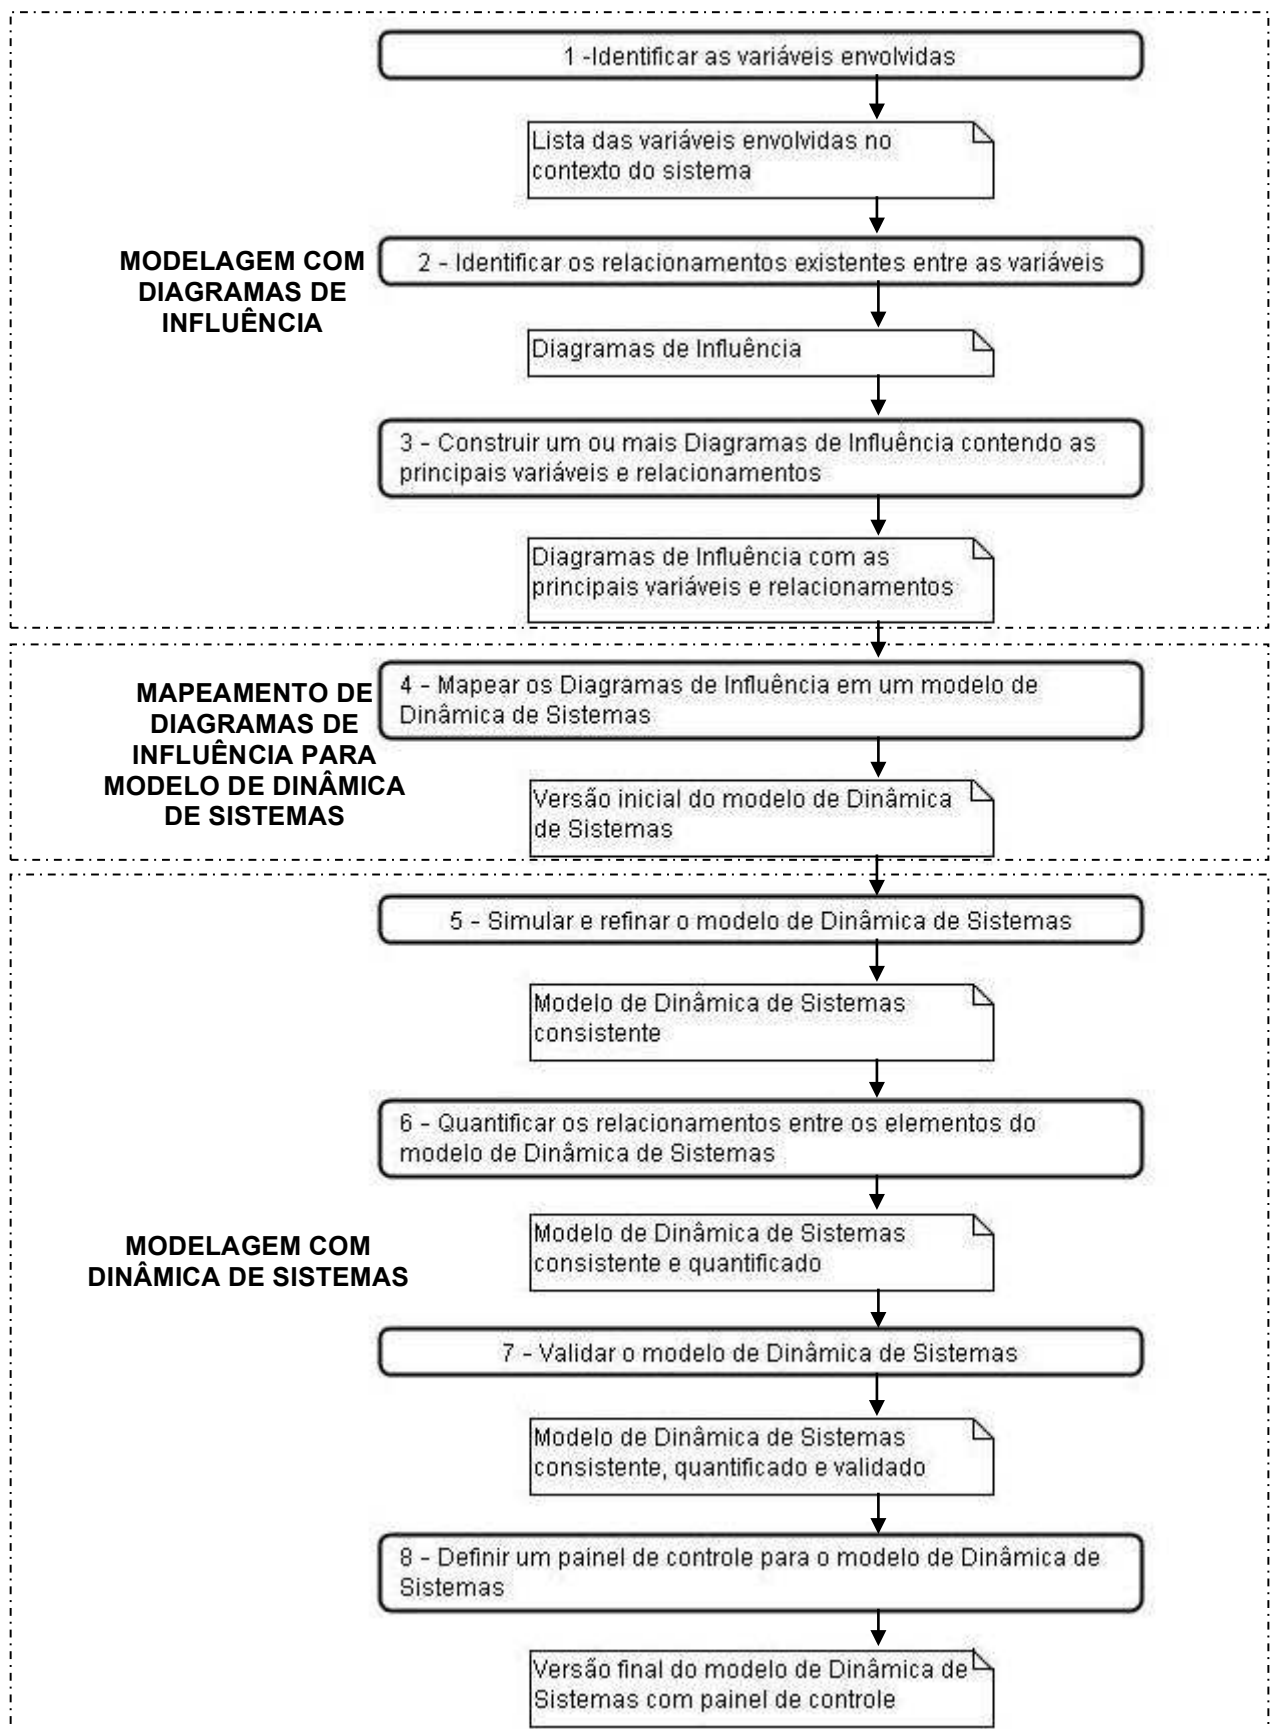 1 -Identificar as variáveis envolvidas
Lista das variáveis envolvidas no
contexto do sistema
MODELAGEM COM
DIAGRAMAS DE
INFLUÊNCIA
2 - Identificar os relacionamentos existentes entre as variáveis
Diagramas de Influência
3 - Construir um ou mais Diagramas de Influência contendo as
principais variáveis e relacionamentos
Diagramas de Influência com as
principais variáveis e relacionamentos
MAPEAMENTO DE
DIAGRAMAS DE
INFLUÊNCIA PARA
MODELO DE DINÂMICA
DE SISTEMAS
4 - Mapear os Diagramas de Influência em um modelo de
Dinâmica de Sistemas
Versão inicial do modelo de Dinâmica
de Sistemas
5 - Simular e refinar o modelo de Dinâmica de Sistemas
Modelo de Dinâmica de Sistemas
consistente
6 - Quantificar os relacionamentos entre os elementos do
modelo de Dinâmica de Sistemas
MODELAGEM COM
DINÂMICA DE SISTEMAS
Modelo de Dinâmica de Sistemas
consistente e quantificado
7 - Validar o modelo de Dinâmica de Sistemas
Modelo de Dinâmica de Sistemas
consistente, quantificado e validado
8 - Definir um painel de controle para o modelo de Dinâmica de
Sistemas
Versão final do modelo de Dinâmica de
Sistemas com painel de controle